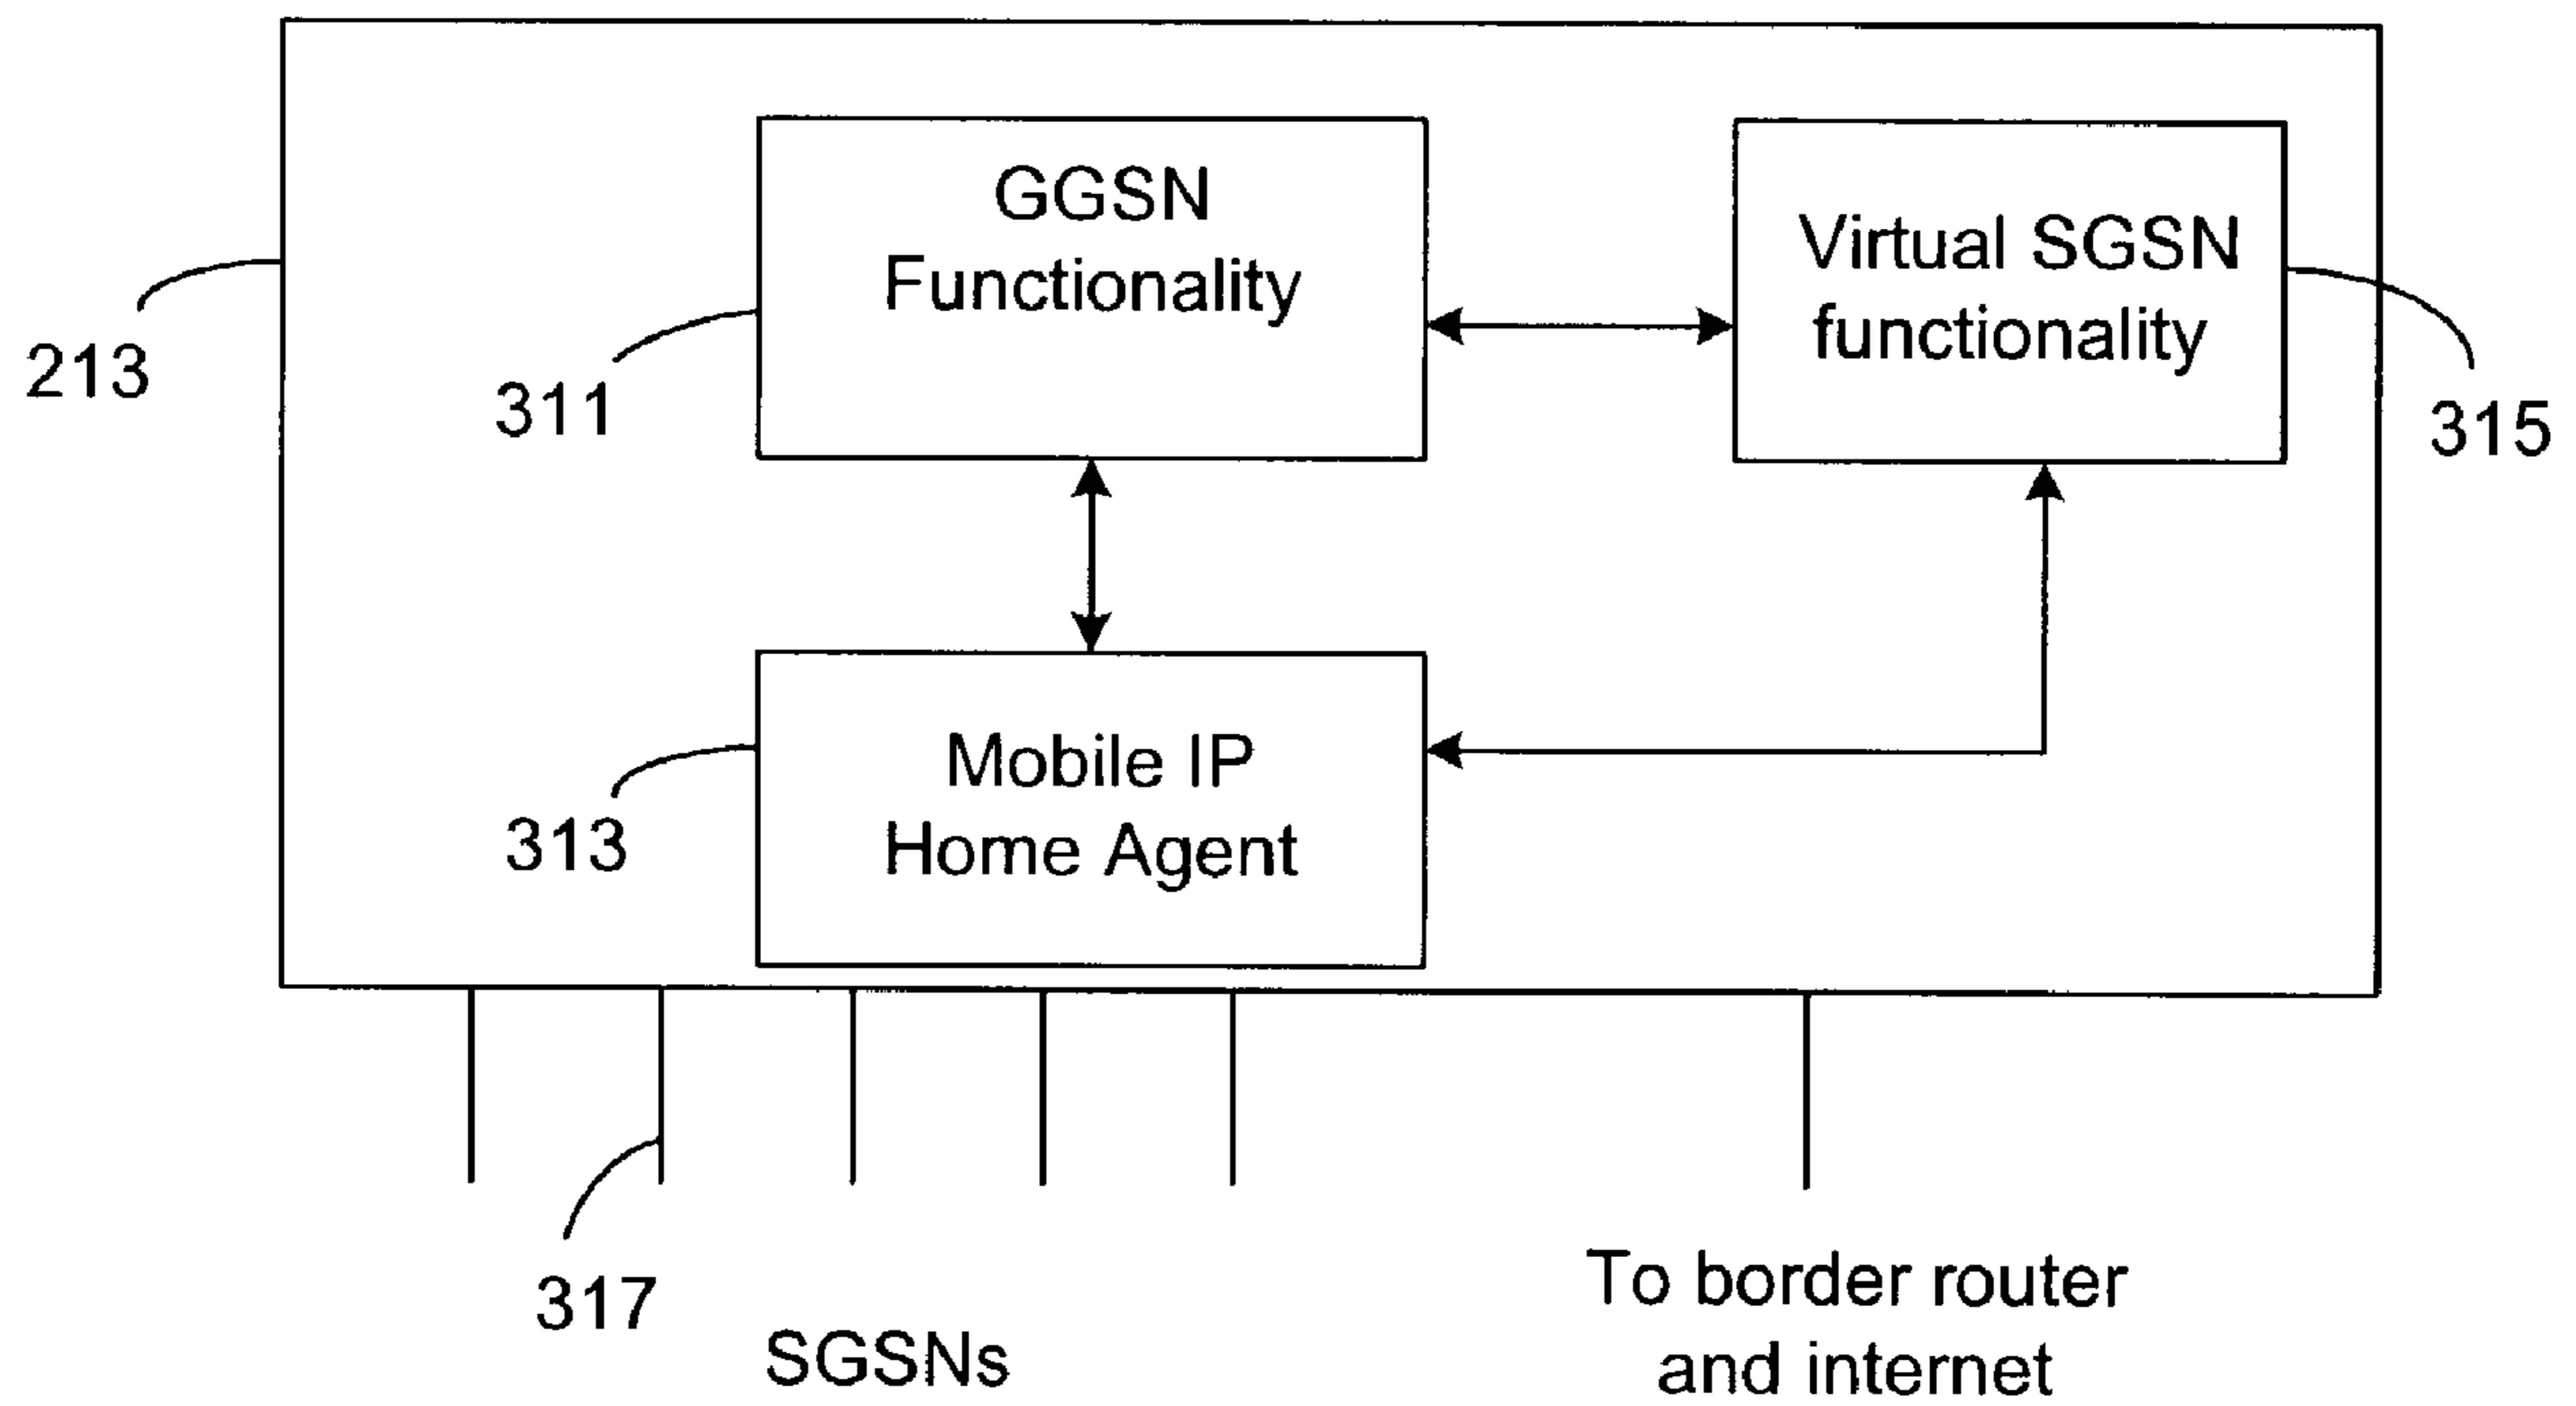 GGSN
Functionality
Virtual SGSN
functionality
213
311
315
Mobile IP
Home Agent
313
317
SGSNs
To border router
and internet